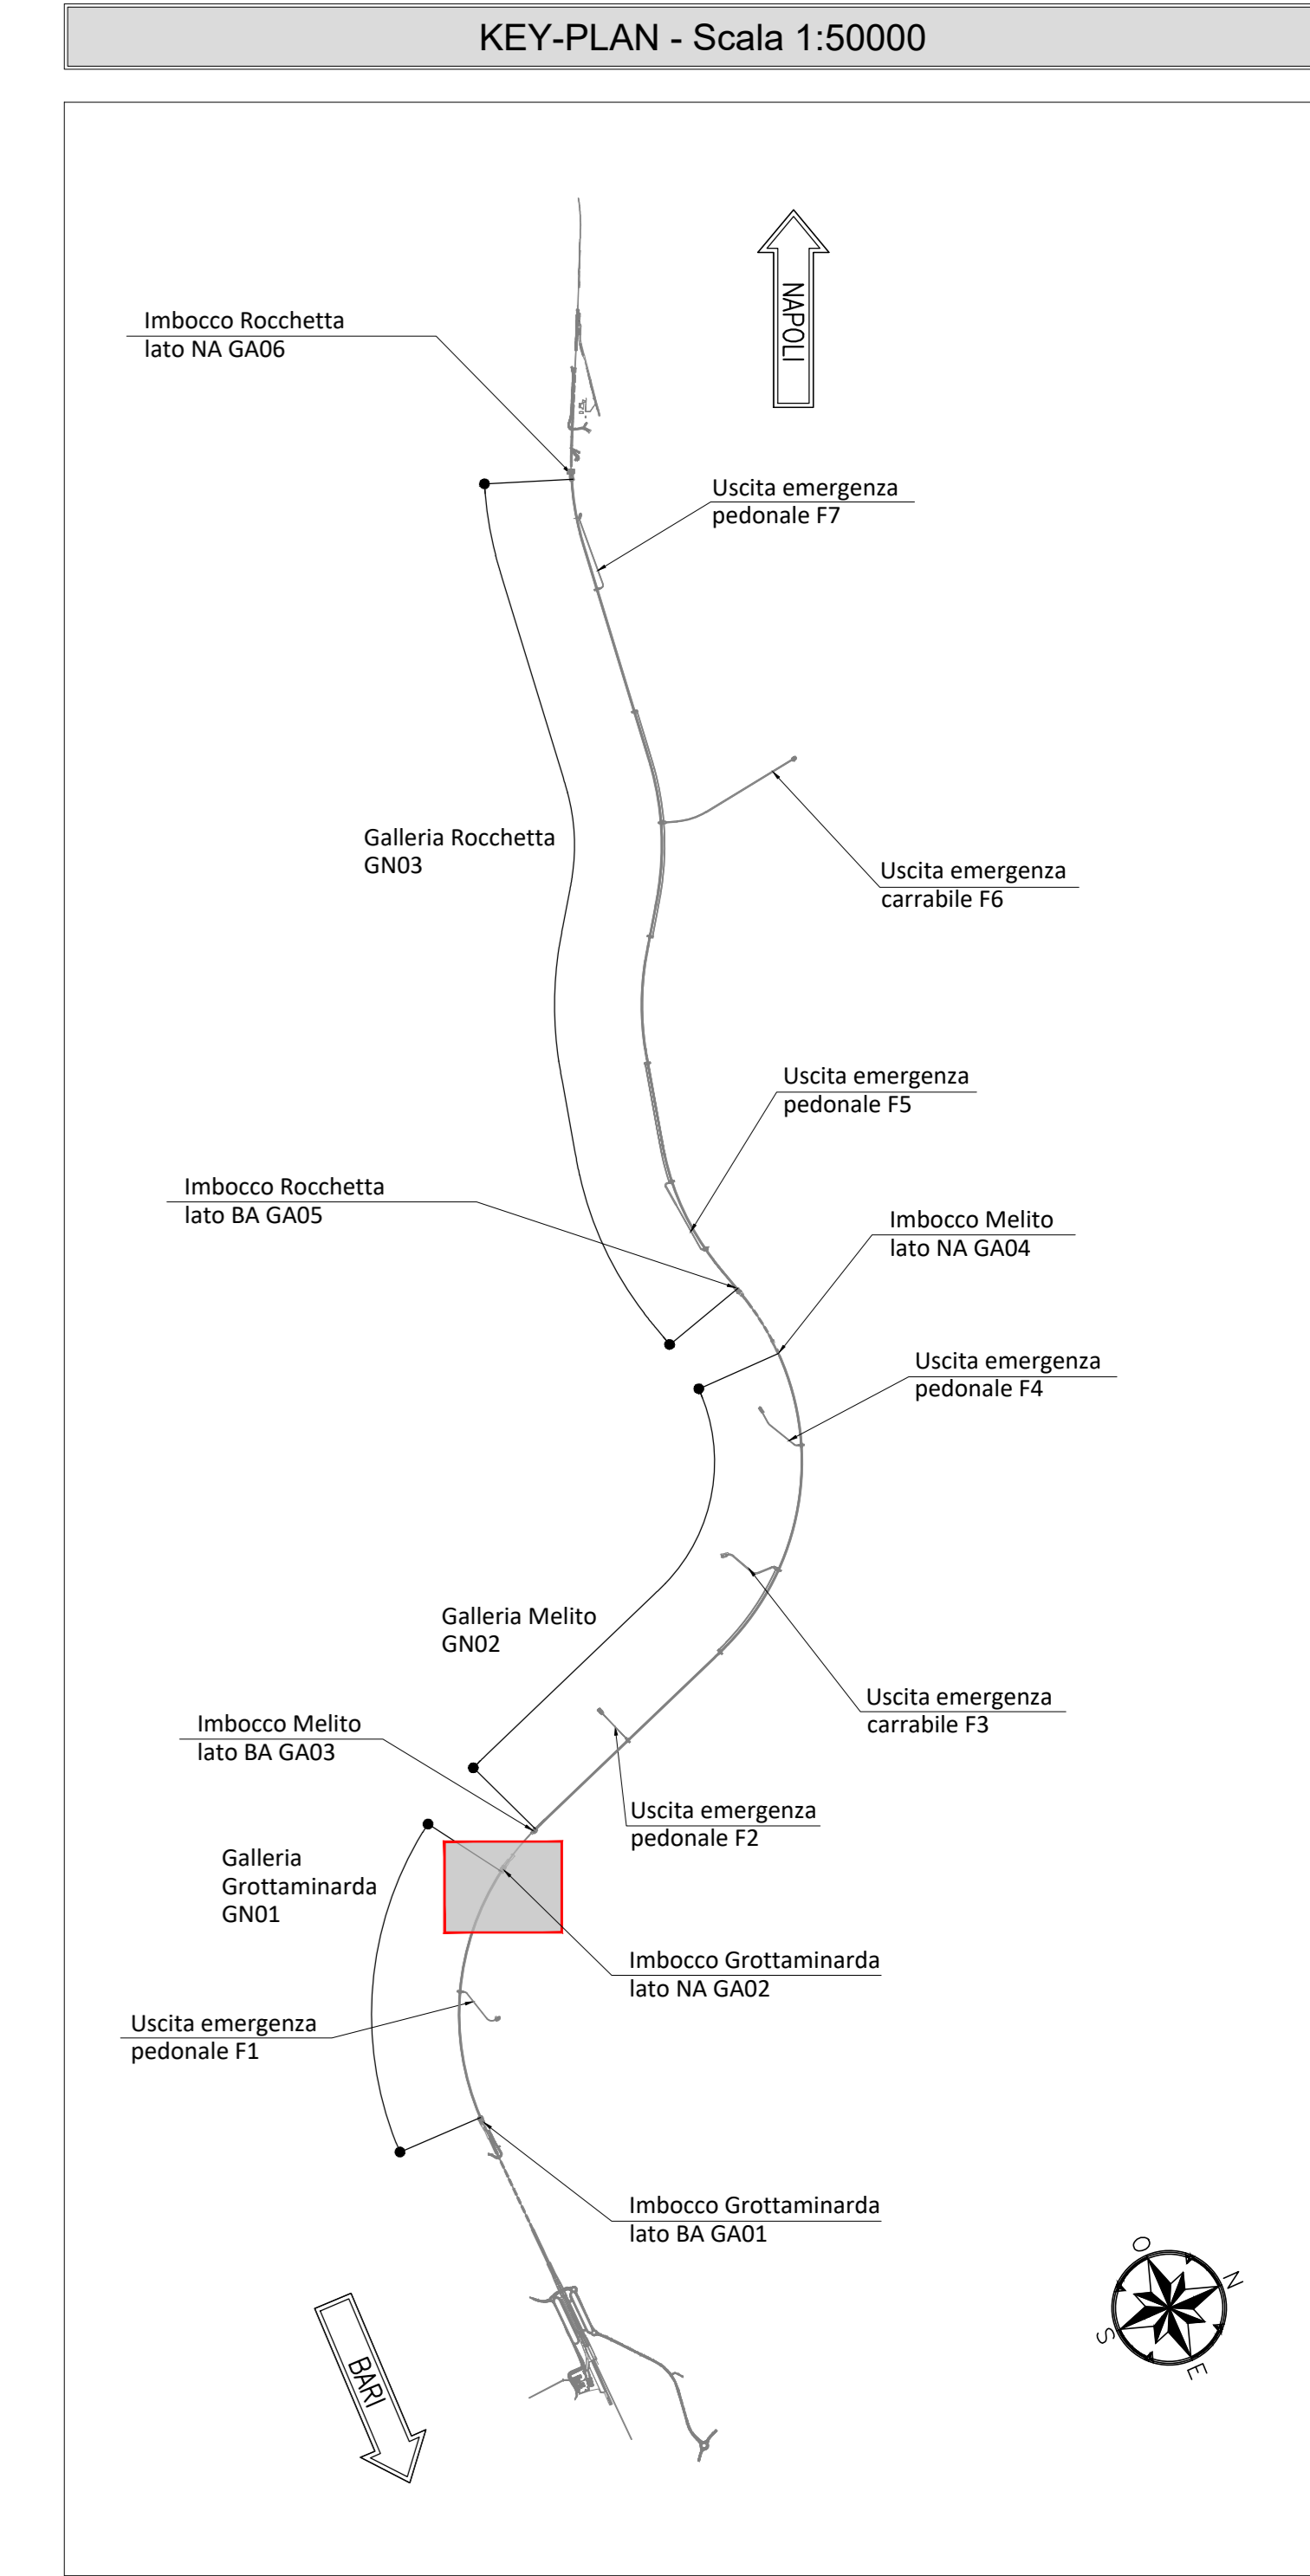 KEY-PLAN - Scala 1:50000
NAPOLI
Imbocco Rocchetta
lato NA GA06
Uscita emergenza
pedonale F7
Galleria Rocchetta
GN03
Uscita emergenza
carrabile F6
Uscita emergenza
pedonale F5
Imbocco Rocchetta
lato BA GA05
Imbocco Melito
lato NA GA04
Uscita emergenza
pedonale F4
Galleria Melito
GN02
Uscita emergenza
carrabile F3
Imbocco Melito
lato BA GA03
Uscita emergenza
pedonale F2
Galleria
Grottaminarda
GN01
Imbocco Grottaminarda
lato NA GA02
Uscita emergenza
pedonale F1
Imbocco Grottaminarda
lato BA GA01
O
N
S
E
BARI